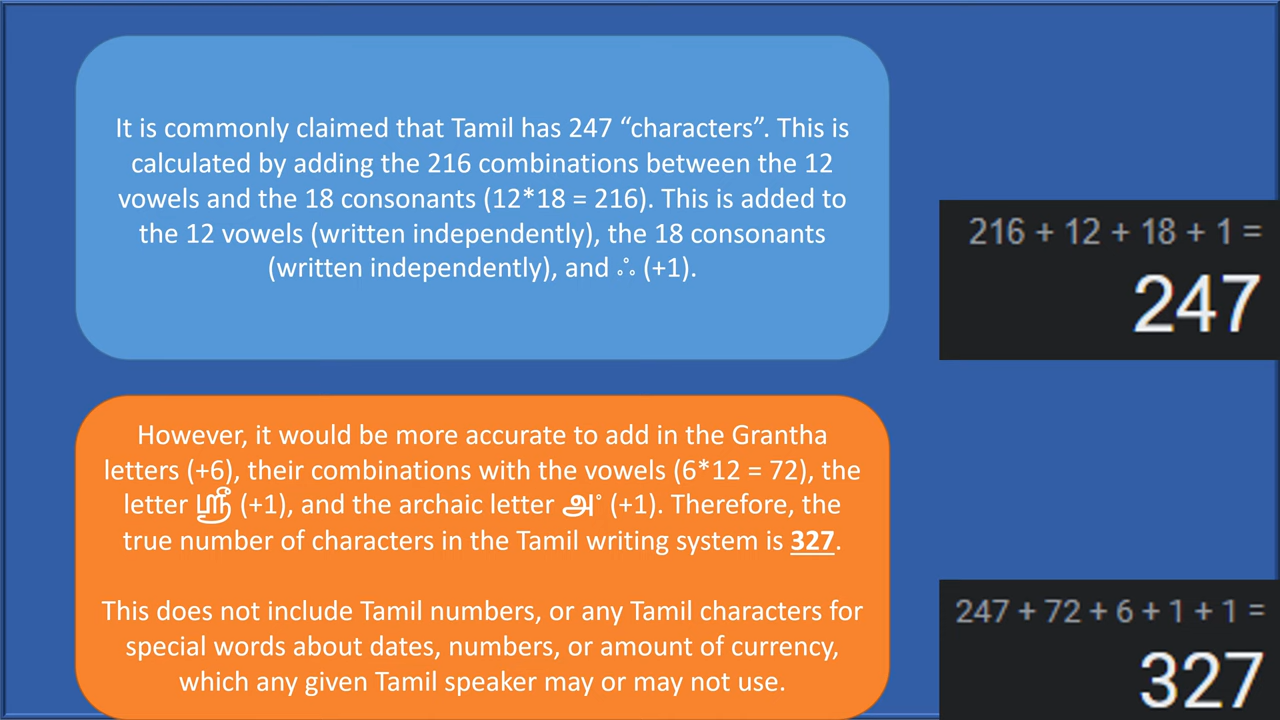 It is commonly claimed that Tamil has 247 “characters”. This is
calculated by adding the 216 combinations between the 12
vowels and the 18 consonants (12*18 = 216). This is added to
the 12 vowels (written independently), the 18 consonants
(written independently), and ஃ (+1).
216 + 12 + 18 + 1 =
247
However, it would be more accurate to add in the Grantha
letters (+6), their combinations with the vowels (6*12 = 72), the
letter ஸ்ரீ (+1), and the archaic letter அ° (+1). Therefore, the
true number of characters in the Tamil writing system is 327.
This does not include Tamil numbers, or any Tamil characters for
special words about dates, numbers, or amount of currency,
which any given Tamil speaker may or may not use.
247 + 72 + 6 + 1 + 1 =
327